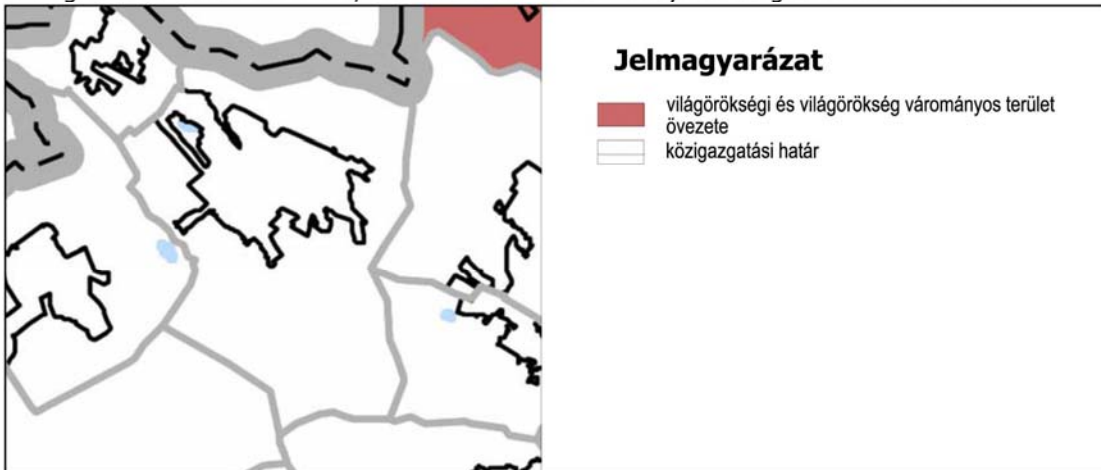 Jelmagyarázat
világörökségi és világörökség várományos terület
övezete
közigazgatási határ